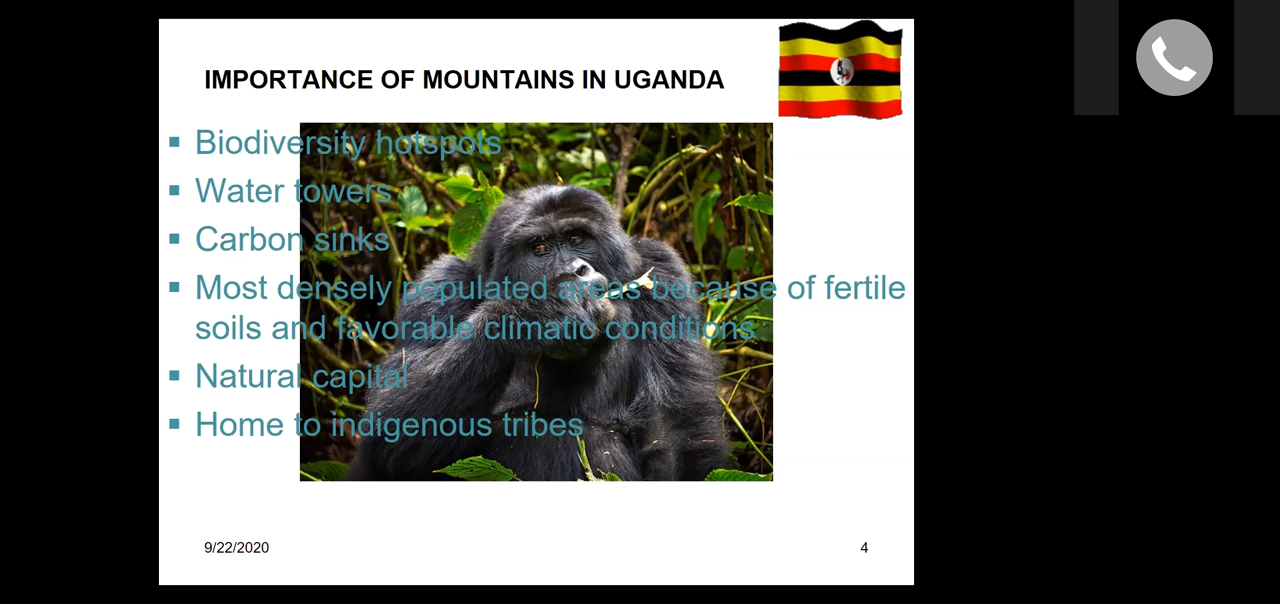 IMPORTANCE OF MOUNTAINS IN UGANDA
▪ Biodiversity hotspots
▪ Water towers
▪ Carbon sinks
▪ Most densely populated areas because of fertile
soils and favorable climatic conditions
▪ Natural capital
▪ Home to indigenous tribes
9/22/2020
4